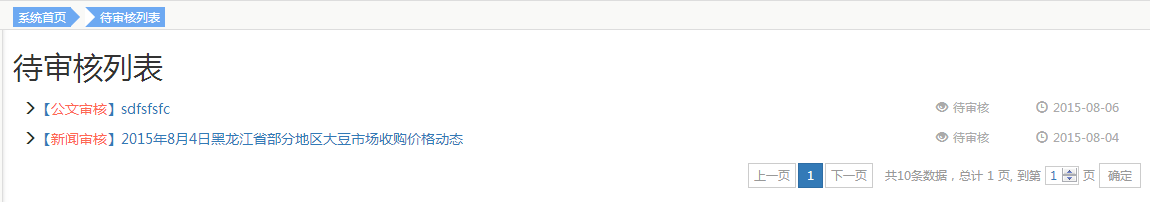 系统首页 待审核列表
待审核列表
【公文审核】sdfsfsfc 待审核 2015-08-06
【新闻审核】2015年8月4日黑龙江省部分地区大豆市场收购价格动态 待审核 2015-08-04
上一页 1 下一页 共10条数据，总计 1 页, 到第 1 页 确定